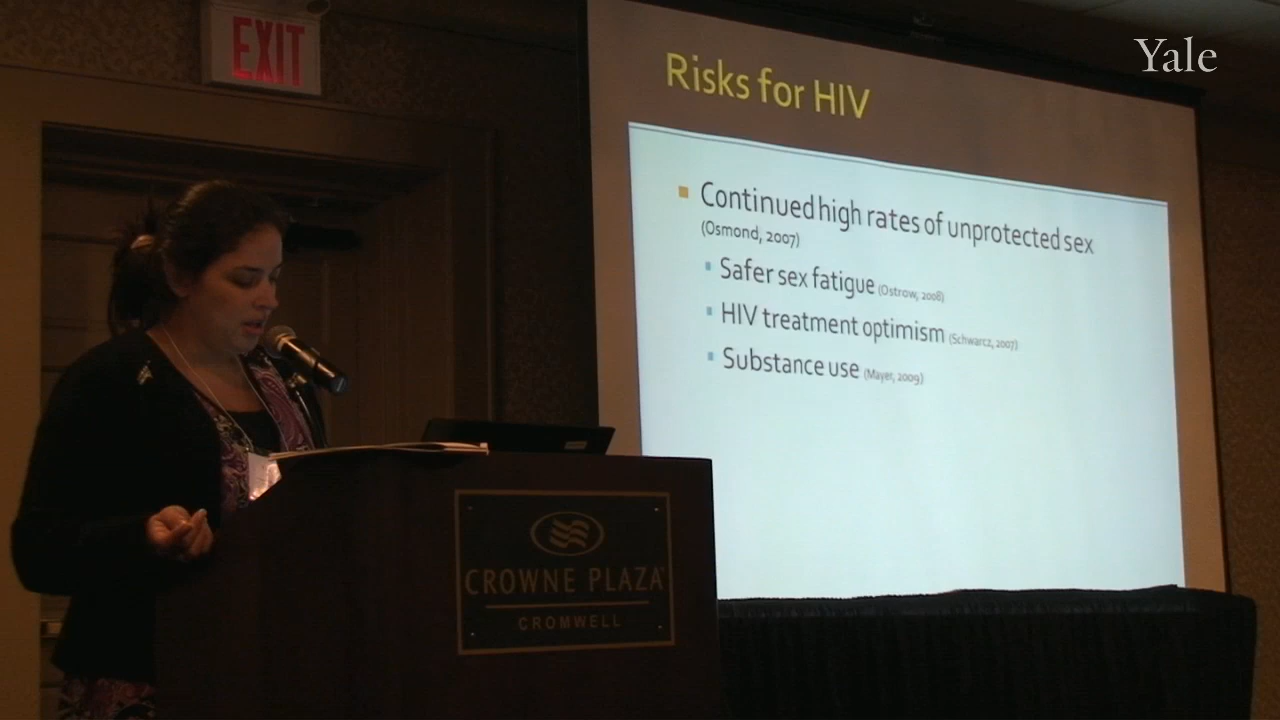 EXIT
Yale
Risks for HIV
Continued high rates of unprotected sex
(Osmond, 2007)
Safer sex fatigue (Ostrow, 2008)
HIV treatment optimism (Schwarcz, 2007)
Substance use (Mayer, 2009)
CROWNE PLAZA
CROMWELL